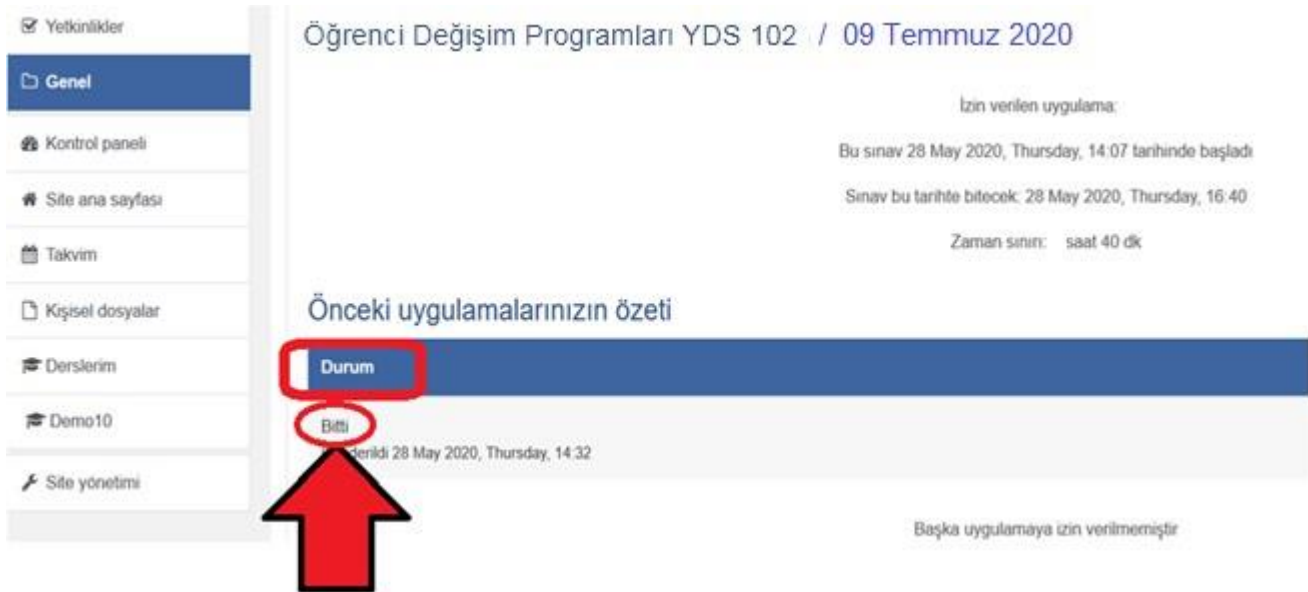 Yetkinlikler
Genel
Kontrol paneli
Site ana sayfası
Takvim
Kişisel dosyalar
Derslerim
Demo10
Site yönetimi
Öğrenci Değişim Programları YDS 102 / 09 Temmuz 2020
İzin verilen uygulama:
Bu sınav 28 May 2020, Thursday, 14:07 tarihinde başladı
Sınav bu tarihte bitecek: 28 May 2020, Thursday, 16:40
Zaman sınırı: saat 40 dk
Önceki uygulamalarınızın özeti
Durum
Bitti
28 May 2020, Thursday, 14:32
Başka uygulamaya izin verilmemiştir